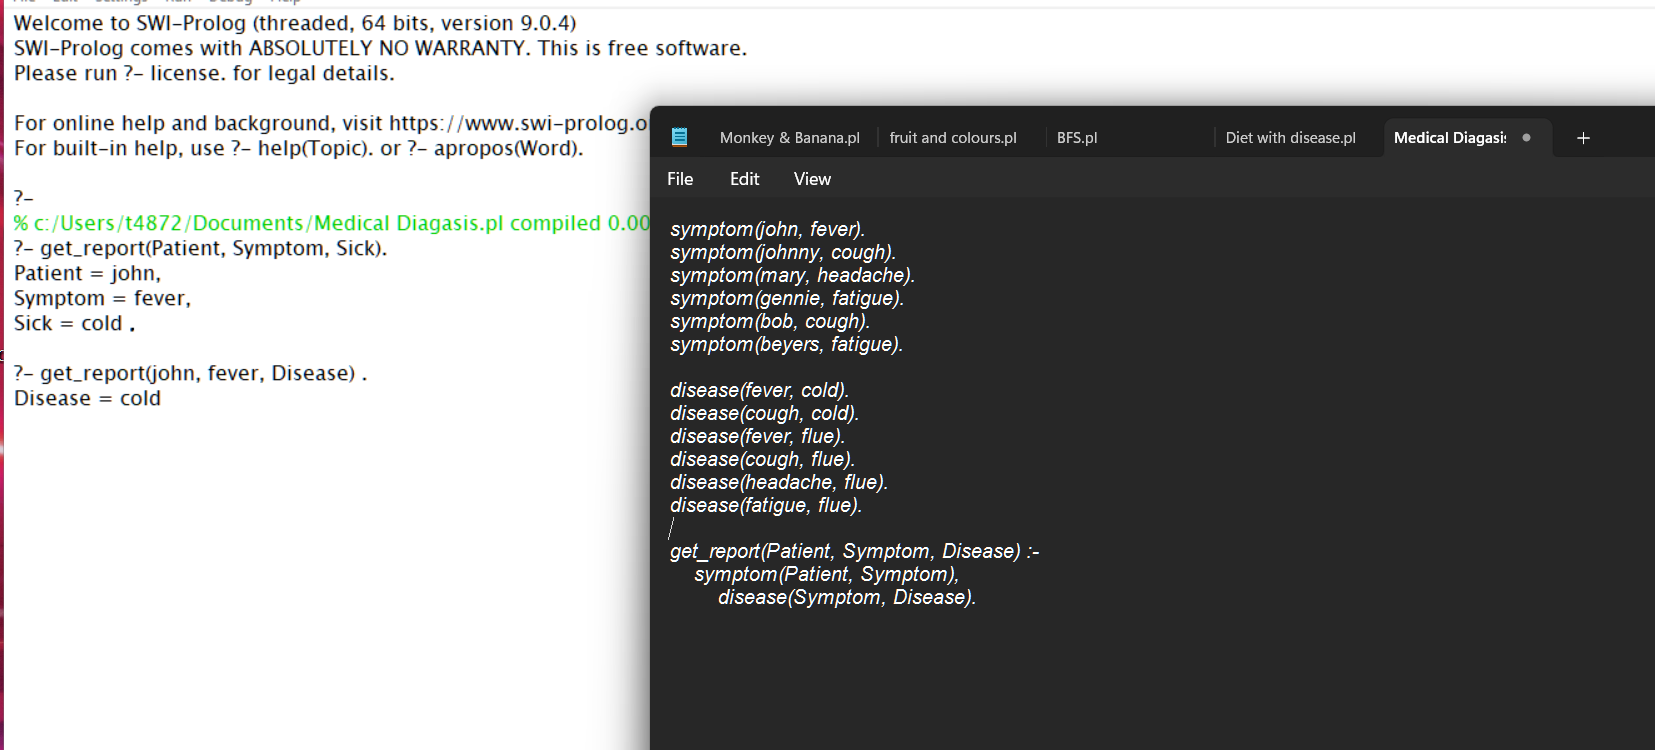 Welcome to SWI-Prolog (threaded, 64 bits, version 9.0.4)
SWI-Prolog comes with ABSOLUTELY NO WARRANTY. This is free software.
Please run ?- license. for legal details.
For online help and background, visit https://www.swi-prolog.o
For built-in help, use ?- help(Topic). or ?- apropos(Word).
?-
% c:/Users/t4872/Documents/Medical Diagasis.pl compiled 0.00
?- get_report(Patient, Symptom, Sick).
Patient = john,
Symptom = fever,
Sick = cold .
?- get_report(john, fever, Disease) .
Disease = cold
Monkey & Banana.pl fruit and colours.pl BFS.pl Diet with disease.pl Medical Diagasi
File Edit View
symptom(john, fever).
symptom(johnny, cough).
symptom(mary, headache).
symptom(gennie, fatigue).
symptom(bob, cough).
symptom(beyers, fatigue).
disease(fever, cold).
disease(cough, cold).
disease(fever, flue).
disease(cough, flue).
disease(headache, flue).
disease(fatigue, flue).
get_report(Patient, Symptom, Disease) :-
symptom(Patient, Symptom),
disease(Symptom, Disease).